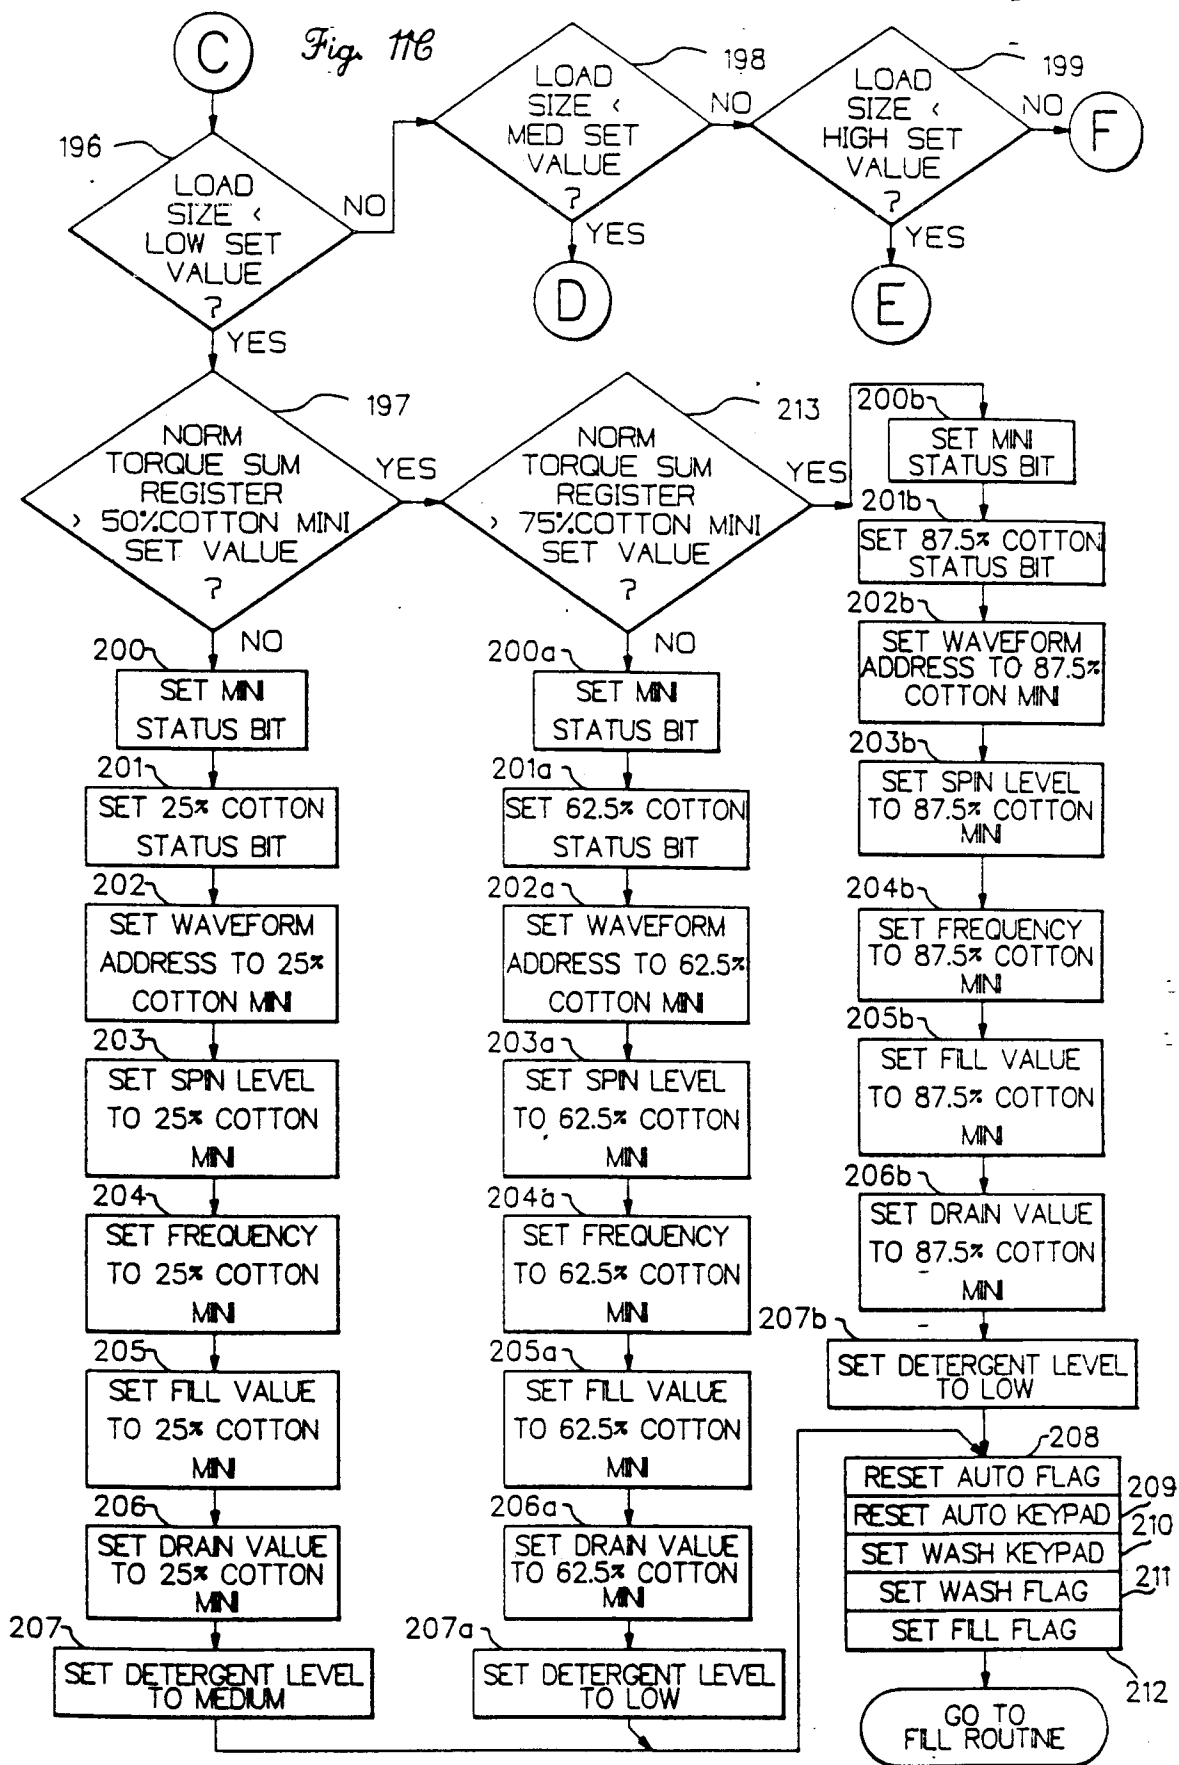 C
Fig. 11C
196
LOAD
SIZE <
LOW SET
VALUE
?
NO
YES
198
LOAD
SIZE <
MED SET
VALUE
?
NO
YES
D
199
LOAD
SIZE <
HIGH SET
VALUE
?
NO
F
YES
E
197
NORM
TORQUE SUM
REGISTER
> 50%COTTON MINI
SET VALUE
?
YES
NO
213
NORM
TORQUE SUM
REGISTER
> 75%COTTON MINI
SET VALUE
?
YES
NO
200
SET MINI
STATUS BIT
201
SET 25% COTTON
STATUS BIT
202
SET WAVEFORM
ADDRESS TO 25%
COTTON MINI
203
SET SPIN LEVEL
TO 25% COTTON
MINI
204
SET FREQUENCY
TO 25% COTTON
MINI
205
SET FILL VALUE
TO 25% COTTON
MINI
206
SET DRAIN VALUE
TO 25% COTTON
MINI
207
SET DETERGENT LEVEL
TO MEDIUM
200a
SET MINI
STATUS BIT
201a
SET 62.5% COTTON
STATUS BIT
202a
SET WAVEFORM
ADDRESS TO 62.5%
COTTON MINI
203a
SET SPIN LEVEL
TO 62.5% COTTON
MINI
204a
SET FREQUENCY
TO 62.5% COTTON
MINI
205a
SET FILL VALUE
TO 62.5% COTTON
MINI
206a
SET DRAIN VALUE
TO 62.5% COTTON
MINI
207a
SET DETERGENT LEVEL
TO LOW
200b
SET MINI
STATUS BIT
201b
SET 87.5% COTTON
STATUS BIT
202b
SET WAVEFORM
ADDRESS TO 87.5%
COTTON MINI
203b
SET SPIN LEVEL
TO 87.5% COTTON
MINI
204b
SET FREQUENCY
TO 87.5% COTTON
MINI
205b
SET FILL VALUE
TO 87.5% COTTON
MINI
206b
SET DRAIN VALUE
TO 87.5% COTTON
MINI
207b
SET DETERGENT LEVEL
TO LOW
208
RESET AUTO FLAG
209
RESET AUTO KEYPAD
210
SET WASH KEYPAD
211
SET WASH FLAG
SET FILL FLAG
212
GO TO
FILL ROUTINE